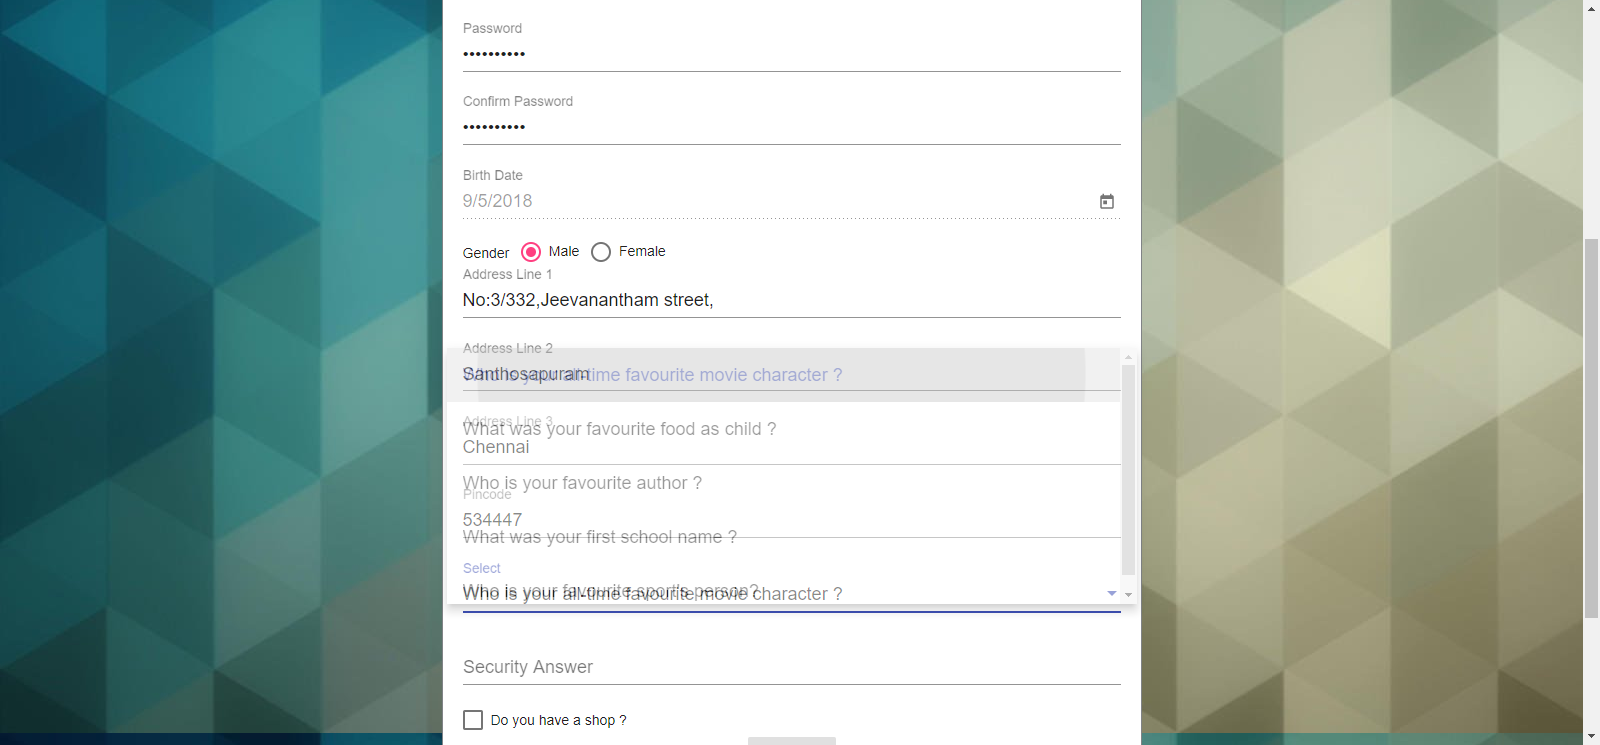 Password
••••••••••
Confirm Password
••••••••••
Birth Date
9/5/2018
Gender Male Female
Address Line 1
No:3/332,Jeevanantham street,
Address Line 2
Santhosapuram
Who is your all-time favourite movie character ?
Address Line 3
What was your favourite food as child ?
Chennai
Who is your favourite author ?
Pincode
534447
What was your first school name ?
Select
Who is your favourite sport's person?
Who is your all-time favourite movie character ?
Security Answer
Do you have a shop ?